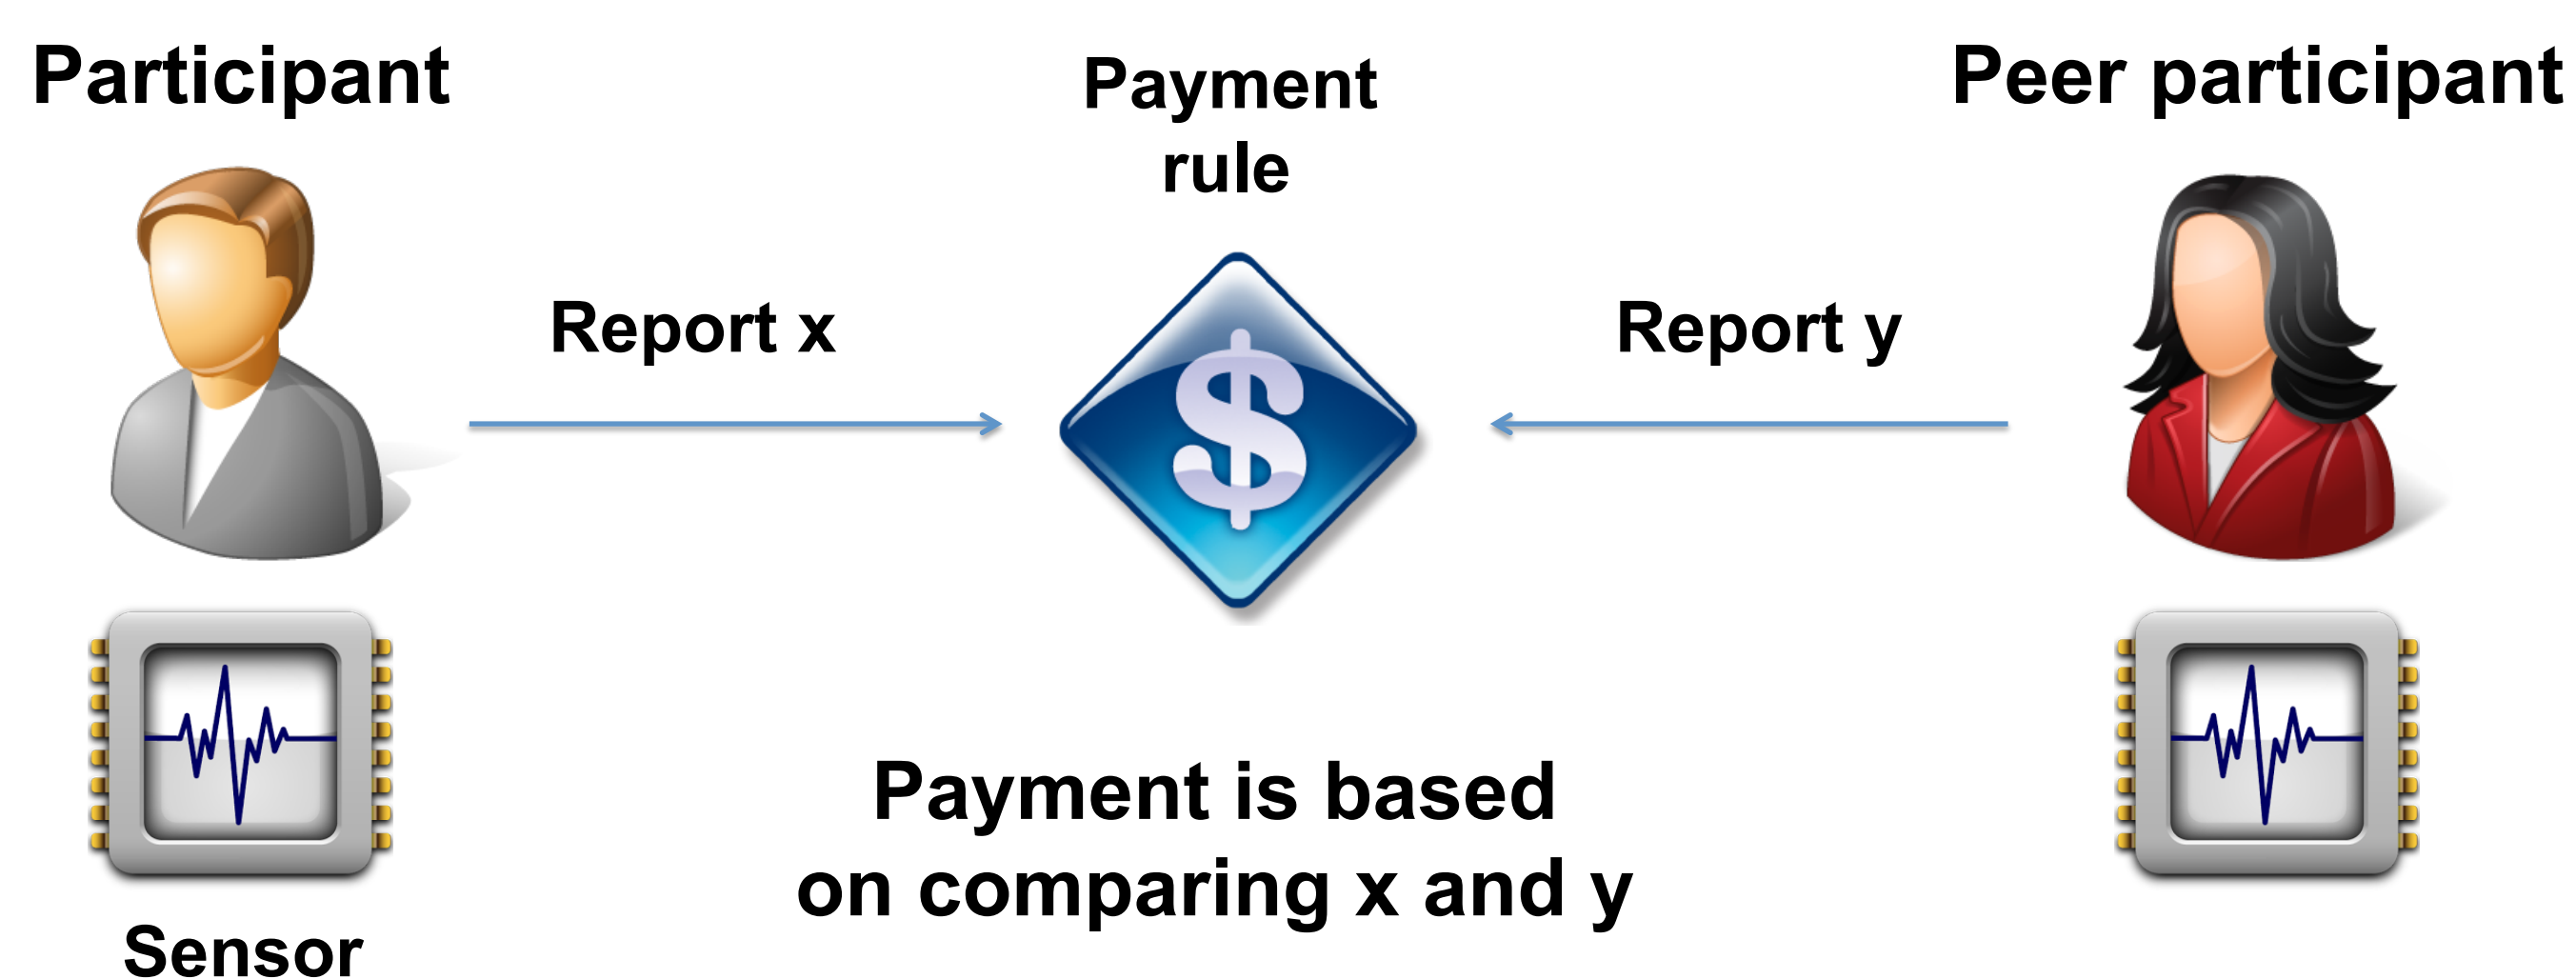 Participant
Payment
rule
Peer participant
Report x
$
Report y
Payment is based
on comparing x and y
Sensor